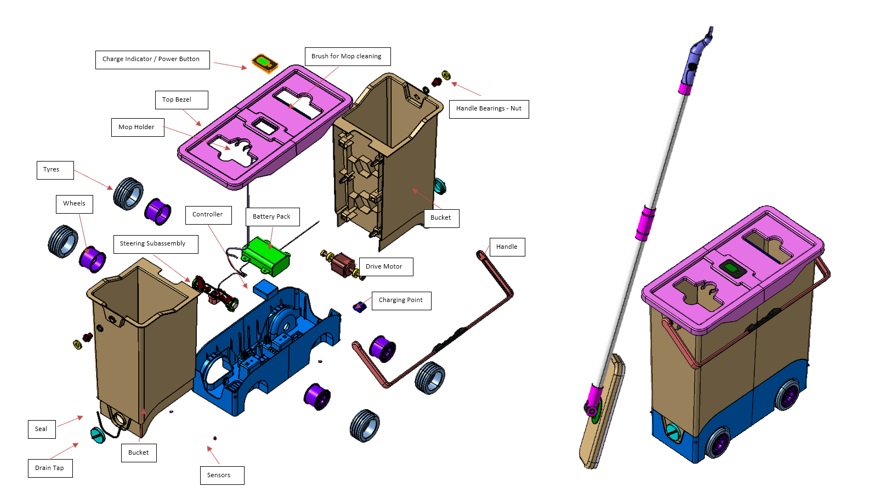 Charge Indicator / Power Button
Brush for Mop cleaning
Top Bezel
Handle Bearings - Nut
Mop Holder
Tyres
Wheels
Controller
Battery Pack
Bucket
Steering Subassembly
Handle
Drive Motor
Charging Point
Seal
Bucket
Drain Tap
Sensors